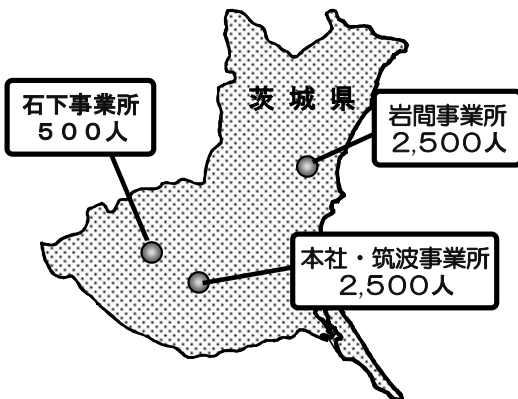 茨城県
石下事業所
500人
岩間事業所
2,500人
本社・筑波事業所
2,500人